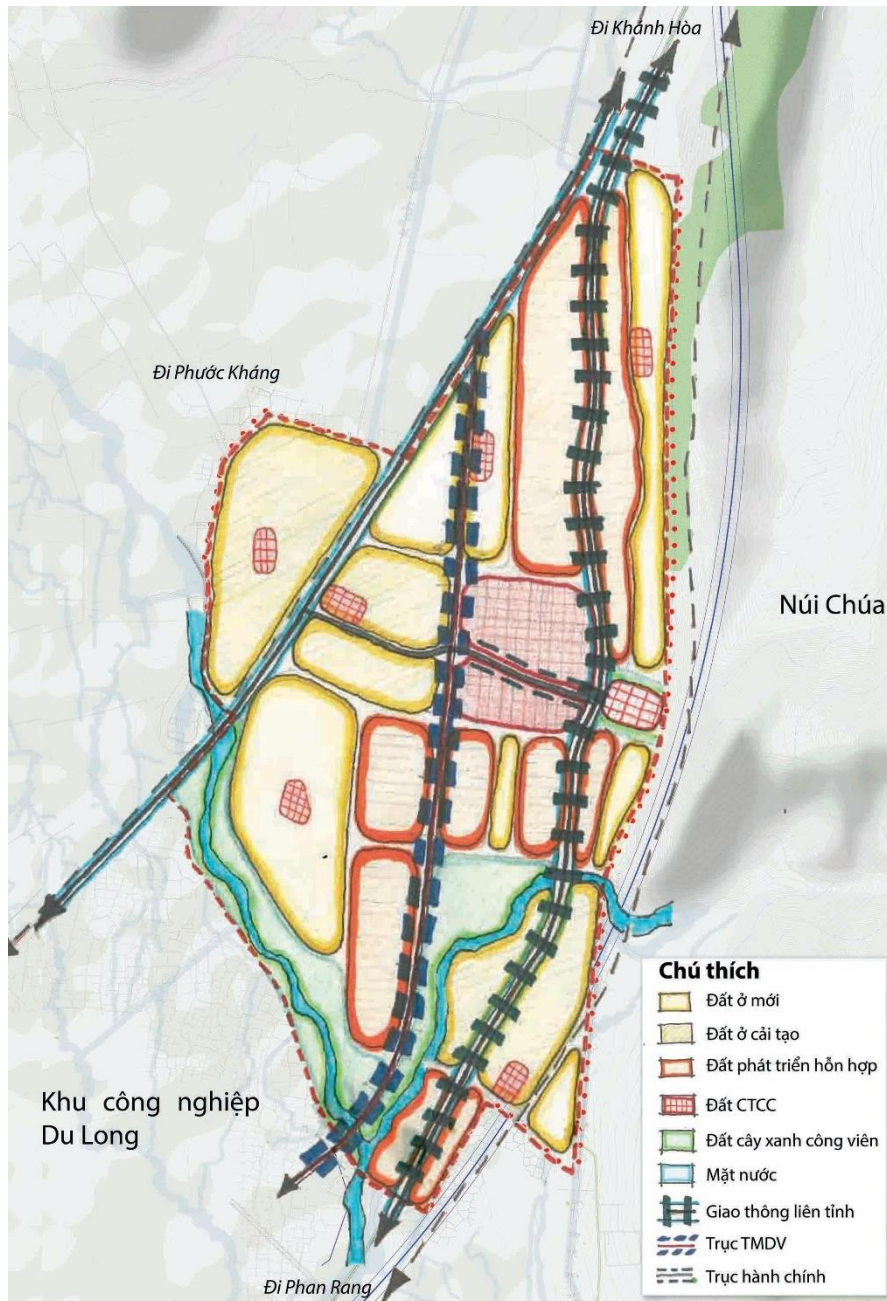 Đi Khánh Hòa
Đi Phước Kháng
Núi Chúa
Khu công nghiệp
Du Long
Đi Phan Rang
Chú thích
Đất ở mới
Đất ở cải tạo
Đất phát triển hỗn hợp
Đất CTCC
Đất cây xanh công viên
Mặt nước
Giao thông liên tỉnh
Trục TMDV
Trục hành chính